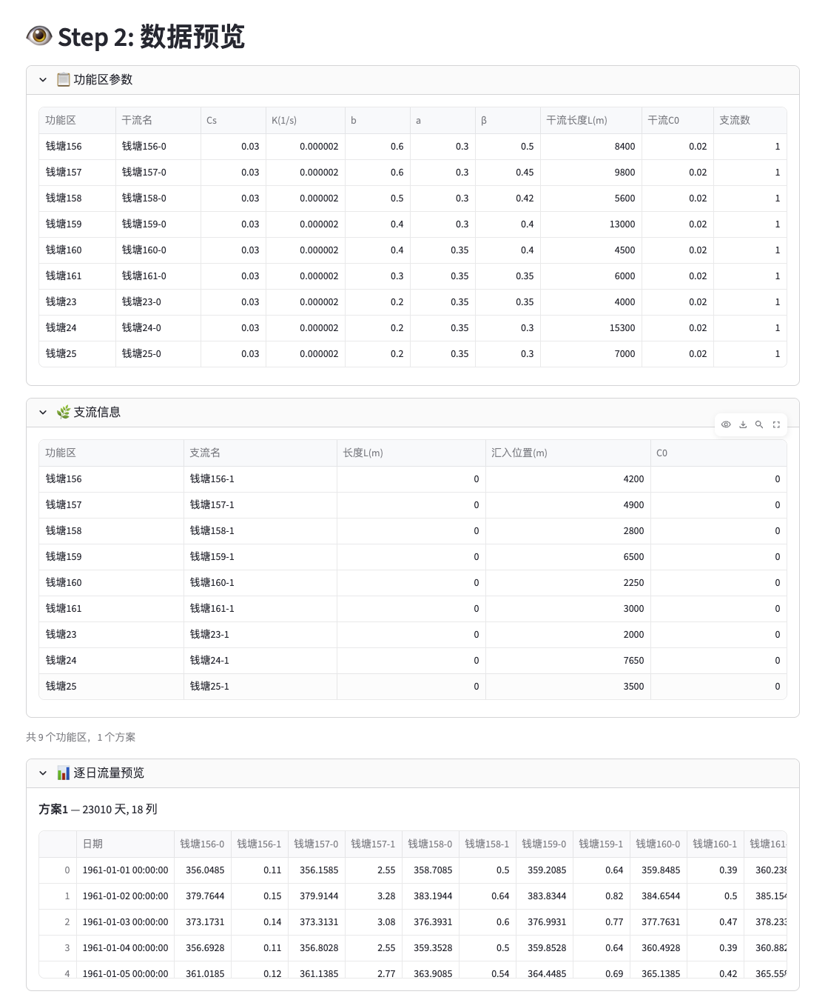 Step 2: 数据预览
功能区参数
功能区 干流名 Cs K(1/s) b a β 干流长度L(m) 干流C0 支流数
钱塘156 钱塘156-0 0.03 0.000002 0.6 0.3 0.5 8400 0.02 1
钱塘157 钱塘157-0 0.03 0.000002 0.6 0.3 0.45 9800 0.02 1
钱塘158 钱塘158-0 0.03 0.000002 0.5 0.3 0.42 5600 0.02 1
钱塘159 钱塘159-0 0.03 0.000002 0.4 0.3 0.4 13000 0.02 1
钱塘160 钱塘160-0 0.03 0.000002 0.4 0.35 0.4 4500 0.02 1
钱塘161 钱塘161-0 0.03 0.000002 0.3 0.35 0.35 6000 0.02 1
钱塘23 钱塘23-0 0.03 0.000002 0.2 0.35 0.35 4000 0.02 1
钱塘24 钱塘24-0 0.03 0.000002 0.2 0.35 0.3 15300 0.02 1
钱塘25 钱塘25-0 0.03 0.000002 0.2 0.35 0.3 7000 0.02 1
支流信息
功能区 支流名 长度L(m) 汇入位置(m) C0
钱塘156 钱塘156-1 0 4200 0
钱塘157 钱塘157-1 0 4900 0
钱塘158 钱塘158-1 0 2800 0
钱塘159 钱塘159-1 0 6500 0
钱塘160 钱塘160-1 0 2250 0
钱塘161 钱塘161-1 0 3000 0
钱塘23 钱塘23-1 0 2000 0
钱塘24 钱塘24-1 0 7650 0
钱塘25 钱塘25-1 0 3500 0
共 9 个功能区，1 个方案
逐日流量预览
方案1 — 23010 天, 18 列
日期 钱塘156-0 钱塘156-1 钱塘157-0 钱塘157-1 钱塘158-0 钱塘158-1 钱塘159-0 钱塘159-1 钱塘160-0 钱塘160-1 钱塘161-
0 1961-01-01 00:00:00 356.0485 0.11 356.1585 2.55 358.7085 0.5 359.2085 0.64 359.8485 0.39 360.238
1 1961-01-02 00:00:00 379.7644 0.15 379.9144 3.28 383.1944 0.64 383.8344 0.82 384.6544 0.5 385.154
2 1961-01-03 00:00:00 373.1731 0.14 373.3131 3.08 376.3931 0.6 376.9931 0.77 377.7631 0.47 378.233
3 1961-01-04 00:00:00 356.6928 0.11 356.8028 2.55 359.3528 0.5 359.8528 0.64 360.4928 0.39 360.882
4 1961-01-05 00:00:00 361.0185 0.12 361.1385 2.77 363.9085 0.54 364.4485 0.69 365.1385 0.42 365.558